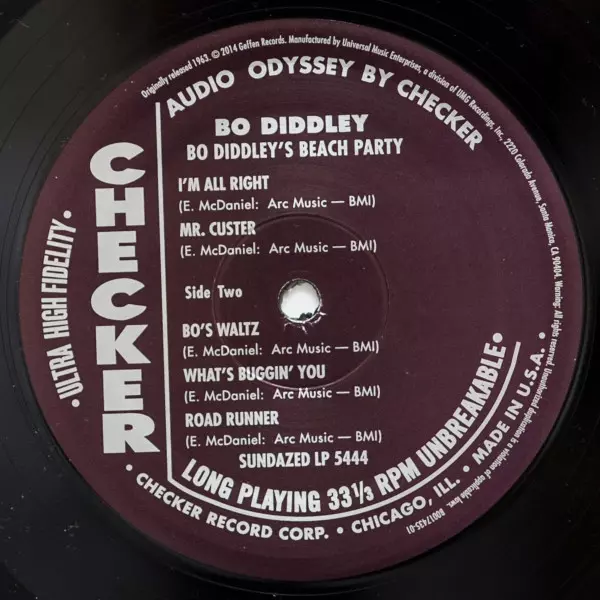 Originally released 1963. © 2014 Geffen Records. Manufactured by Universal Music Enterprises, a division of UMG Recordings, Inc., 2220 Colorado Avenue, Santa Monica, CA 90404. Warning: All rights reserved. Unauthorized duplication is a violation of applicable laws. B0017435-01
AUDIO ODYSSEY BY CHECKER
BO DIDDLEY
BO DIDDLEY'S BEACH PARTY
I'M ALL RIGHT
(E. McDaniel: Arc Music — BMI)
MR. CUSTER
(E. McDaniel: Arc Music — BMI)
Side Two
BO'S WALTZ
(E. McDaniel: Arc Music — BMI)
WHAT'S BUGGIN' YOU
(E. McDaniel: Arc Music — BMI)
ROAD RUNNER
(E. McDaniel: Arc Music — BMI)
SUNDAZED LP 5444
LONG PLAYING 33 1/3 RPM UNBREAKABLE •
CHECKER
• ULTRA HIGH FIDELITY •
• CHECKER RECORD CORP. • CHICAGO, ILL. • MADE IN U.S.A. •